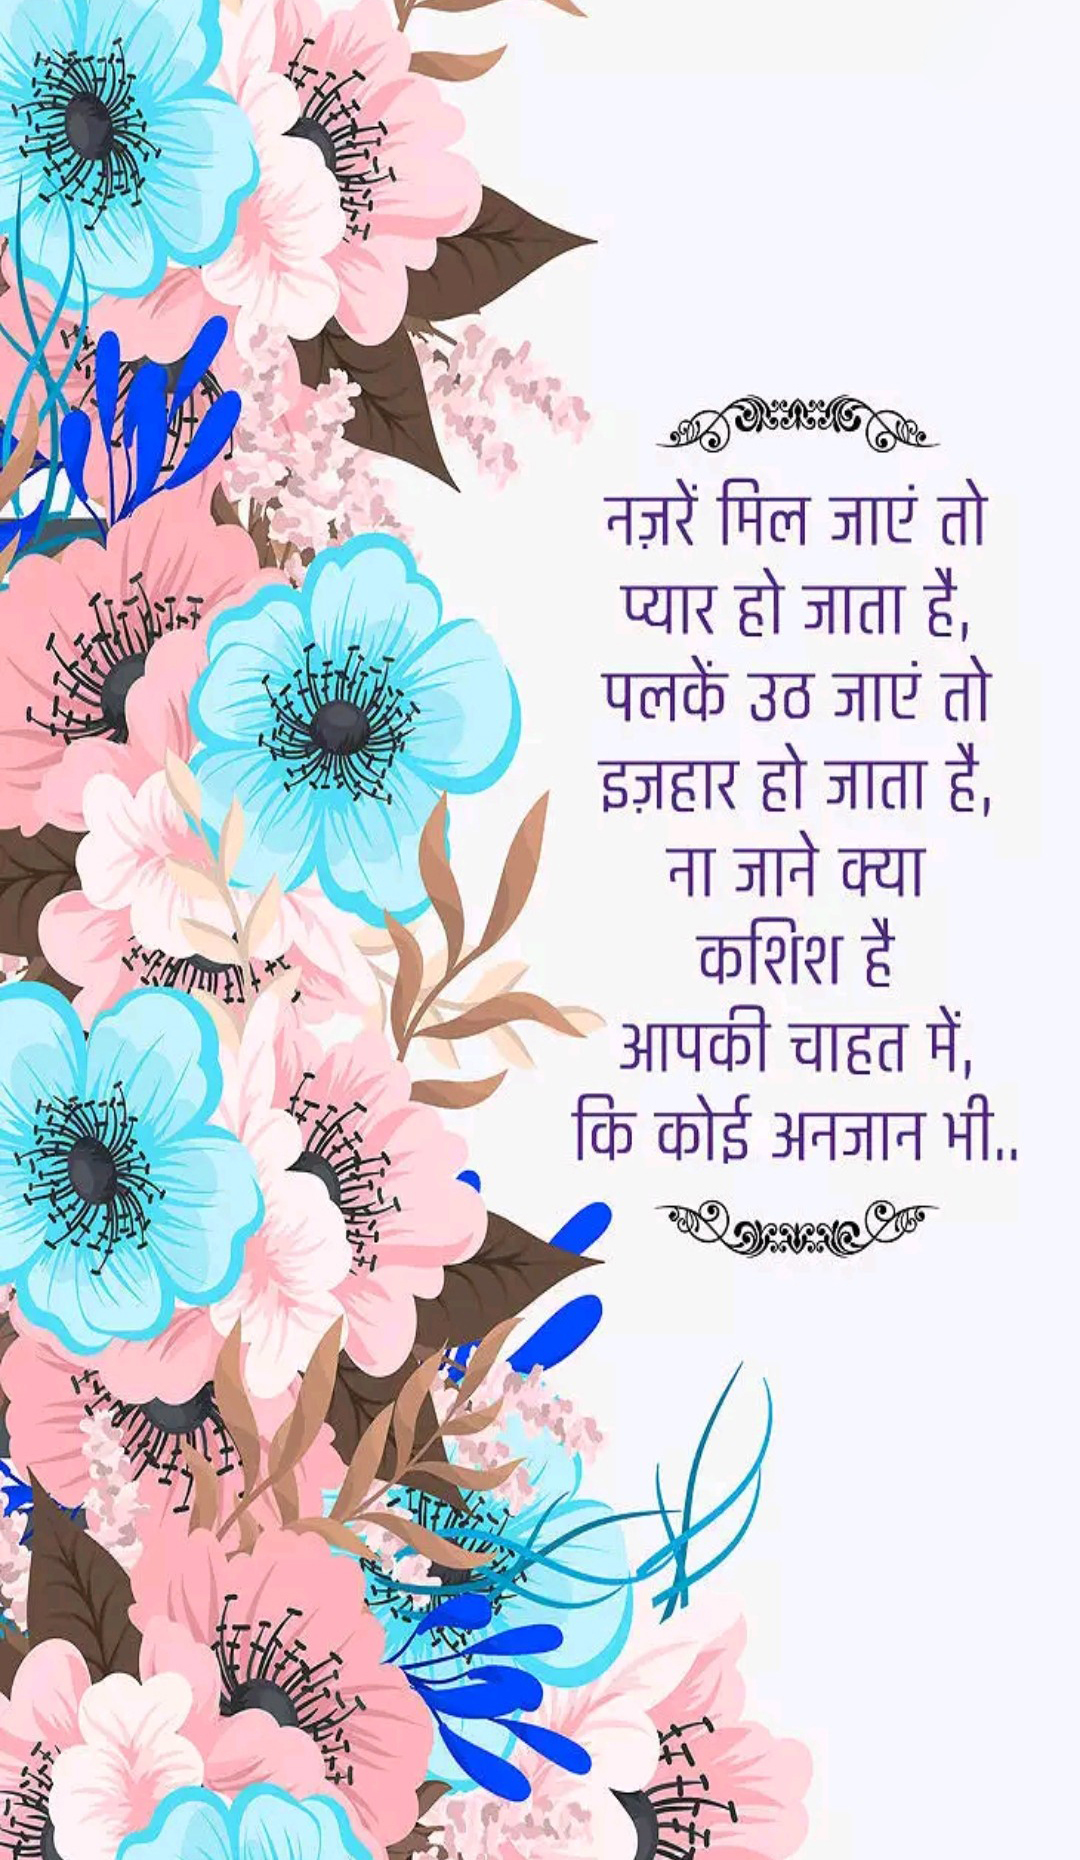 नज़रें मिल जाएं तो
प्यार हो जाता है,
पलकें उठ जाएं तो
इज़हार हो जाता है,
ना जाने क्या
कशिश है
आपकी चाहत में,
कि कोई अनजान भी..